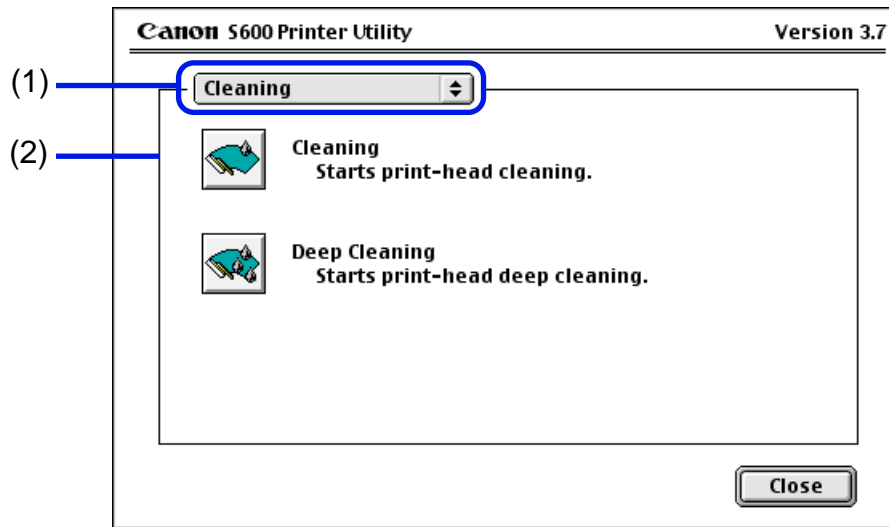 Canon S600 Printer Utility Version 3.7
(1) Cleaning
(2)
Cleaning
Starts print-head cleaning.
Deep Cleaning
Starts print-head deep cleaning.
Close